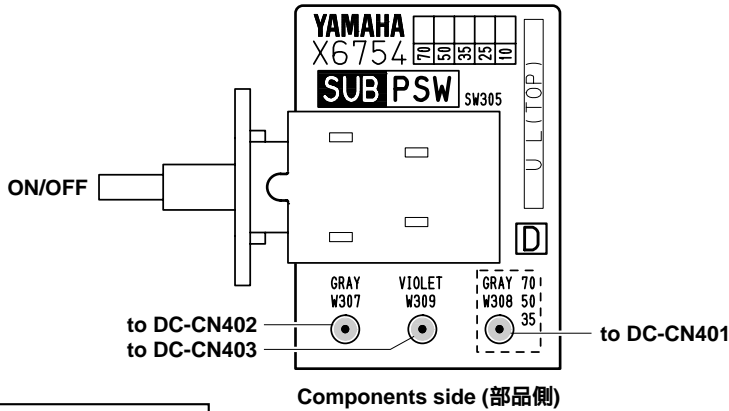 YAMAHA
X6754 70 50 35 25 10
SUB PSW SW305
U L(TOP)
ON/OFF
D
GRAY W307
VIOLET W309
GRAY W308 70 50 35
to DC-CN402
to DC-CN403
to DC-CN401
Components side (部品側)